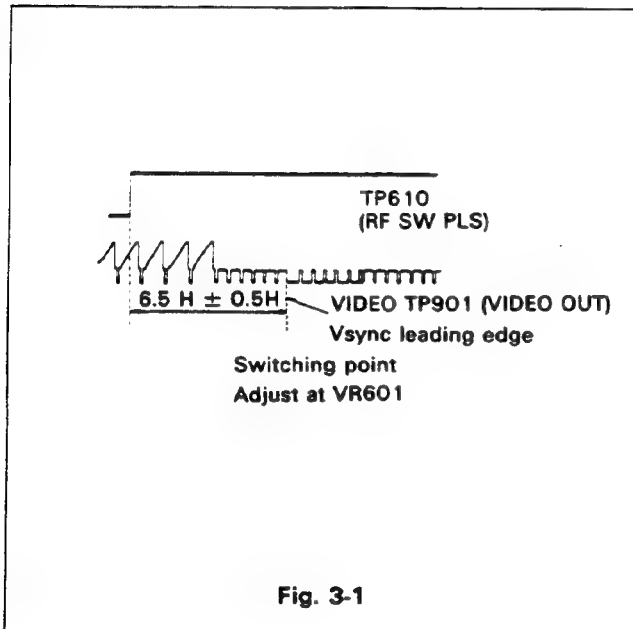 TP610
(RF SW PLS)
6.5 H ± 0.5H
VIDEO TP901 (VIDEO OUT)
Vsync leading edge
Switching point
Adjust at VR601
Fig. 3-1